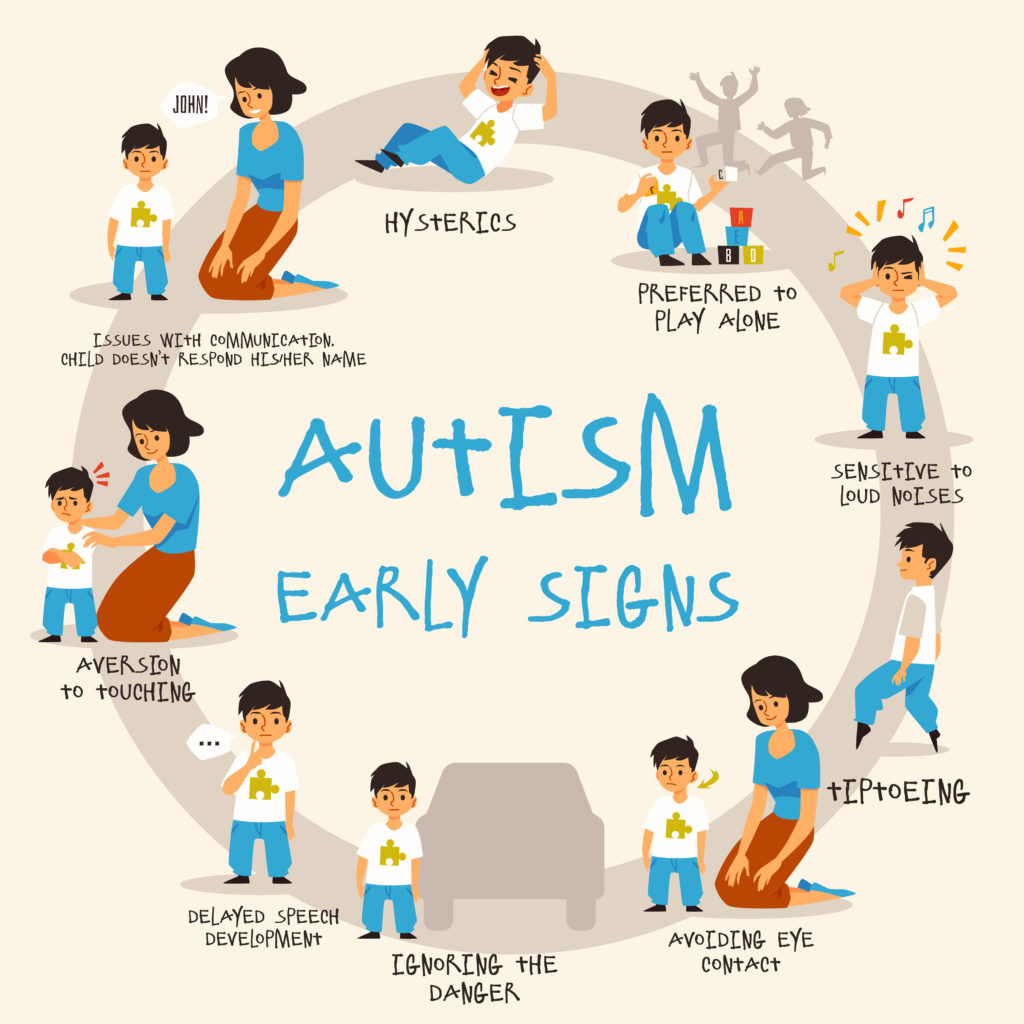 JOHN!
HYSTERICS
C
F
A
E
B D
PREFERRED TO
PLAY ALONE
ISSUES WITH COMMUNICATION.
CHILD DOESN'T RESPOND HIS/HER NAME
SENSITIVE TO
LOUD NOISES
AUTISM
EARLY SIGNS
AVERSION
TO TOUCHING
...
TIPTOEING
DELAYED SPEECH
DEVELOPMENT
IGNORING THE
DANGER
AVOIDING EYE
CONTACT